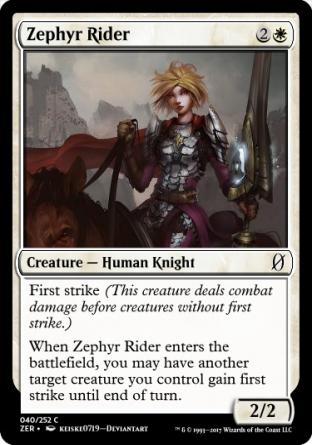 Zephyr Rider 2
Creature — Human Knight
First strike (This creature deals combat
damage before creatures without first
strike.)
When Zephyr Rider enters the
battlefield, you may have another
target creature you control gain first
strike until end of turn.
2/2
040/252 C
ZER • KEISKE0719—DEVIANTART
™ & © 1993–2017 Wizards of the Coast LLC